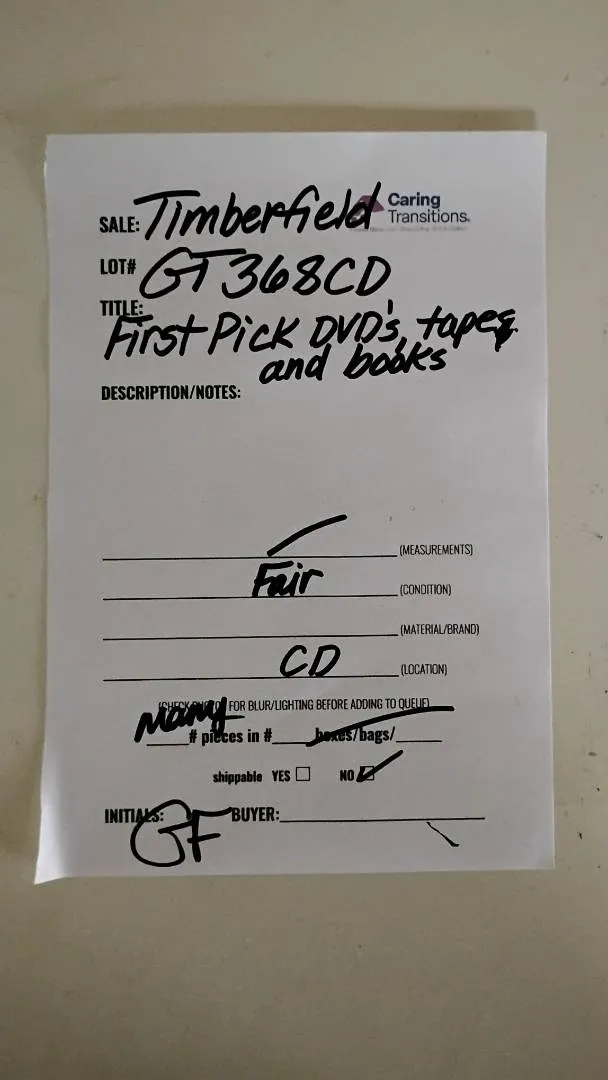 Caring
Transitions.
SALE: Timberfield
LOT# GT368CD
TITLE:
First Pick DVD's, tapes
and books
DESCRIPTION/NOTES:
(MEASUREMENTS)
Fair (CONDITION)
(MATERIAL/BRAND)
CD (LOCATION)
(CHECK FOR BLUR/LIGHTING BEFORE ADDING TO QUEUE)
Many # pieces in # boxes/bags/
shippable YES NO
INITIALS: GF BUYER: